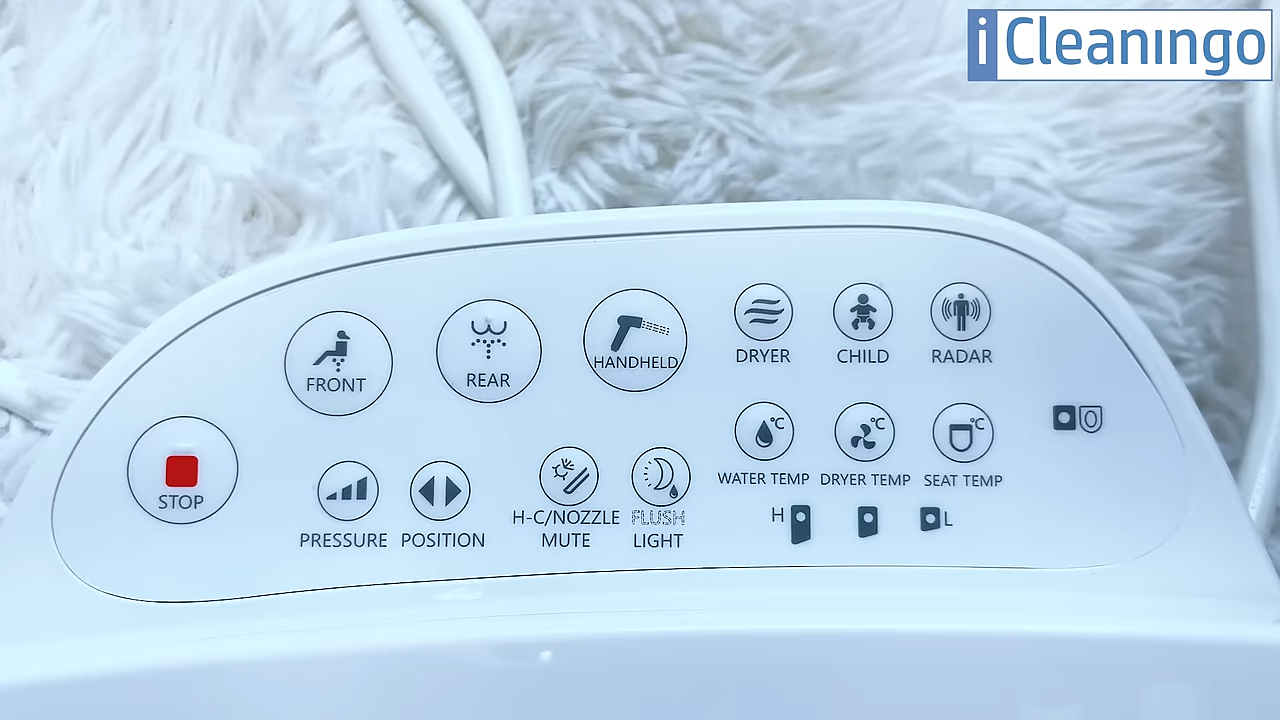 iCleanıngo
FRONT
REAR
HANDHELD
DRYER
CHILD
RADAR
STOP
PRESSURE
POSITION
H-C/NOZZLE
MUTE
FLUSH
LIGHT
°C
WATER TEMP
°C
DRYER TEMP
°C
SEAT TEMP
H
L